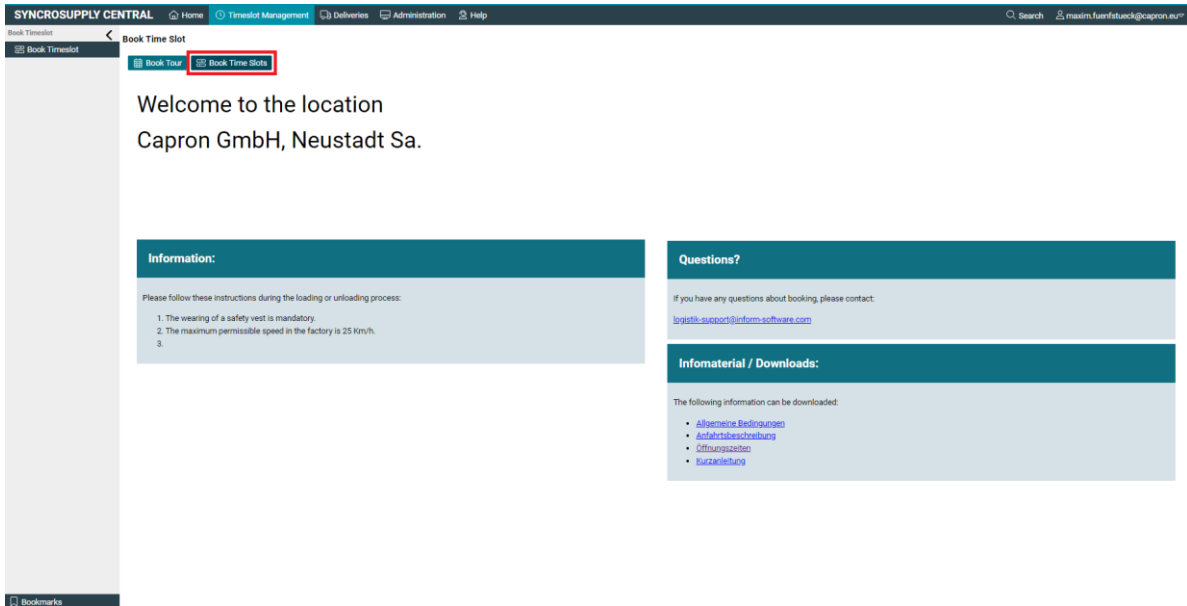 SYNCROSUPPLY CENTRAL Home Timeslot Management Deliveries Administration Help Search maxim.fuenfstueck@capron.eu
Book Timeslot
Book Timeslot
Book Time Slot
Book Tour Book Time Slots
Welcome to the location
Capron GmbH, Neustadt Sa.
Information:
Please follow these instructions during the loading or unloading process:
1. The wearing of a safety vest is mandatory.
2. The maximum permissible speed in the factory is 25 Km/h.
3.
Questions?
If you have any questions about booking, please contact:
logistik-support@inform-software.com
Infomaterial / Downloads:
The following information can be downloaded:
• Allgemeine Bedingungen
• Anfahrtsbeschreibung
• Öffnungszeiten
• Kurzanleitung
Bookmarks